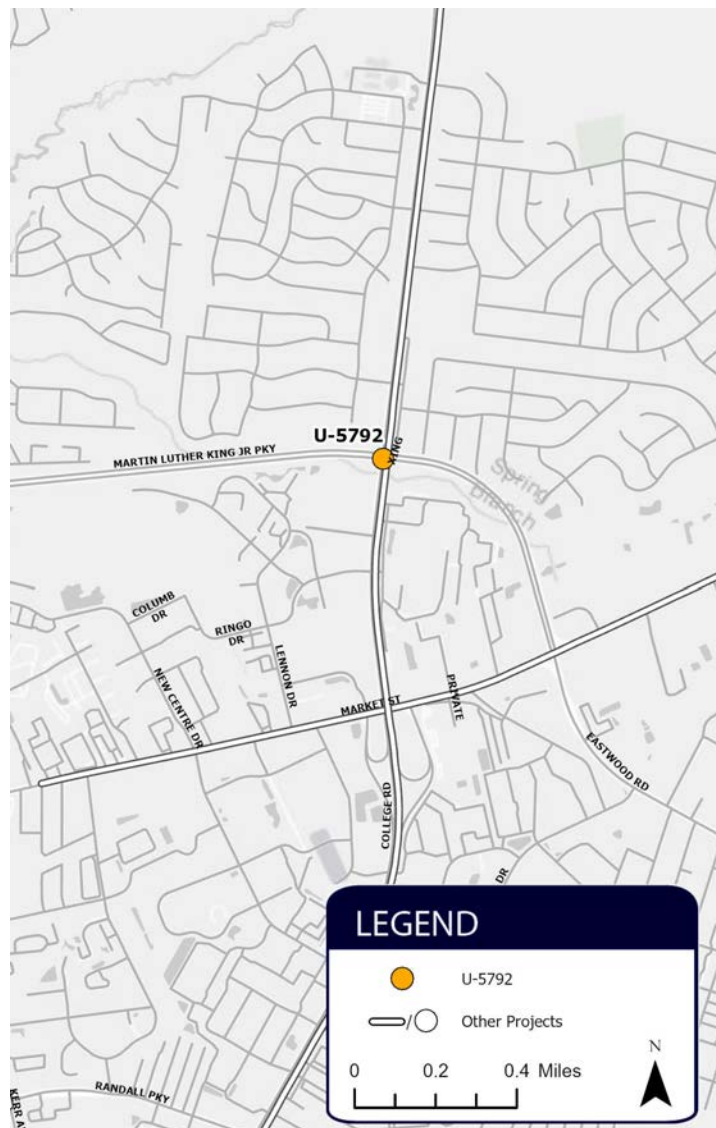 U-5792
MARTIN LUTHER KING JR PKY
KING
Spring
Branch
COLUMB
DR
RINGO
DR
LENNON DR
NEW CENTRE DR
MARKET ST
PRIVATE
EASTWOOD RD
COLLEGE RD
DR
RANDALL PKY
KERR AV
LEGEND
U-5792
Other Projects
N
0 0.2 0.4 Miles